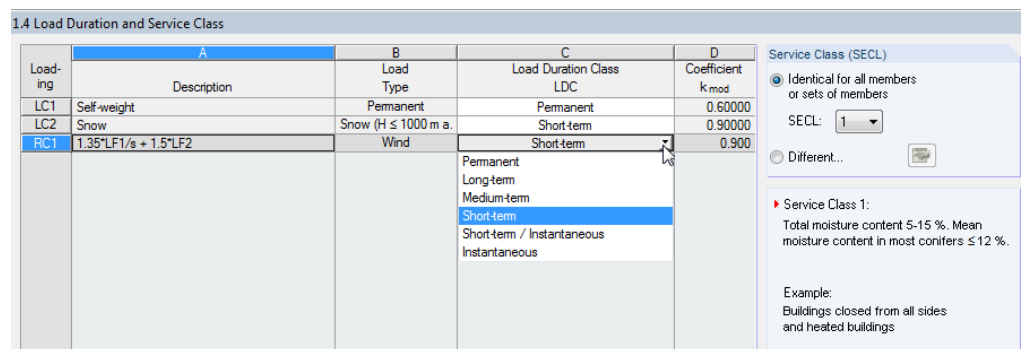 1.4 Load Duration and Service Class
A B C D
Load-ing Description Load Type Load Duration Class LDC Coefficient k mod
LC1 Self-weight Permanent Permanent 0.60000
LC2 Snow Snow (H ≤ 1000 m a. Short-term 0.90000
RC1 1.35*LF1/s + 1.5*LF2 Wind Short-term 0.900
Permanent
Long-term
Medium-term
Short-term
Short-term / Instantaneous
Instantaneous
Service Class (SECL)
Identical for all members
or sets of members
SECL: 1
Different...
Service Class 1:
Total moisture content 5-15 %. Mean
moisture content in most conifers ≤ 12 %.
Example:
Buildings closed from all sides
and heated buildings